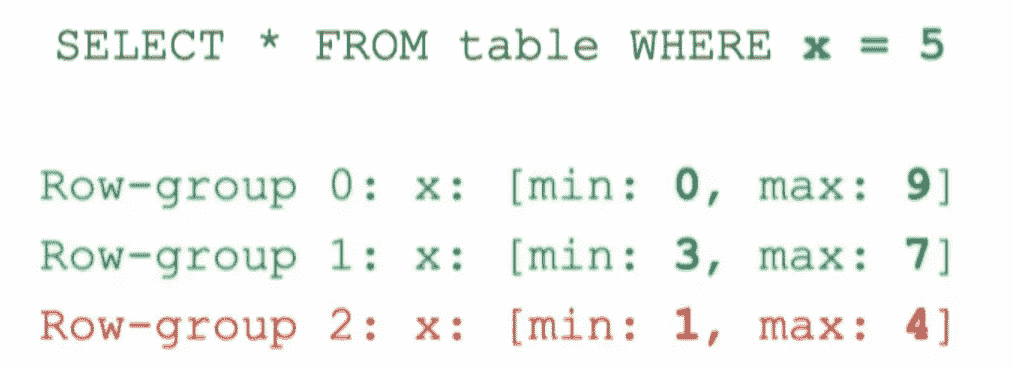 SELECT * FROM table WHERE x = 5
Row-group 0: x: [min: 0, max: 9]
Row-group 1: x: [min: 3, max: 7]
Row-group 2: x: [min: 1, max: 4]